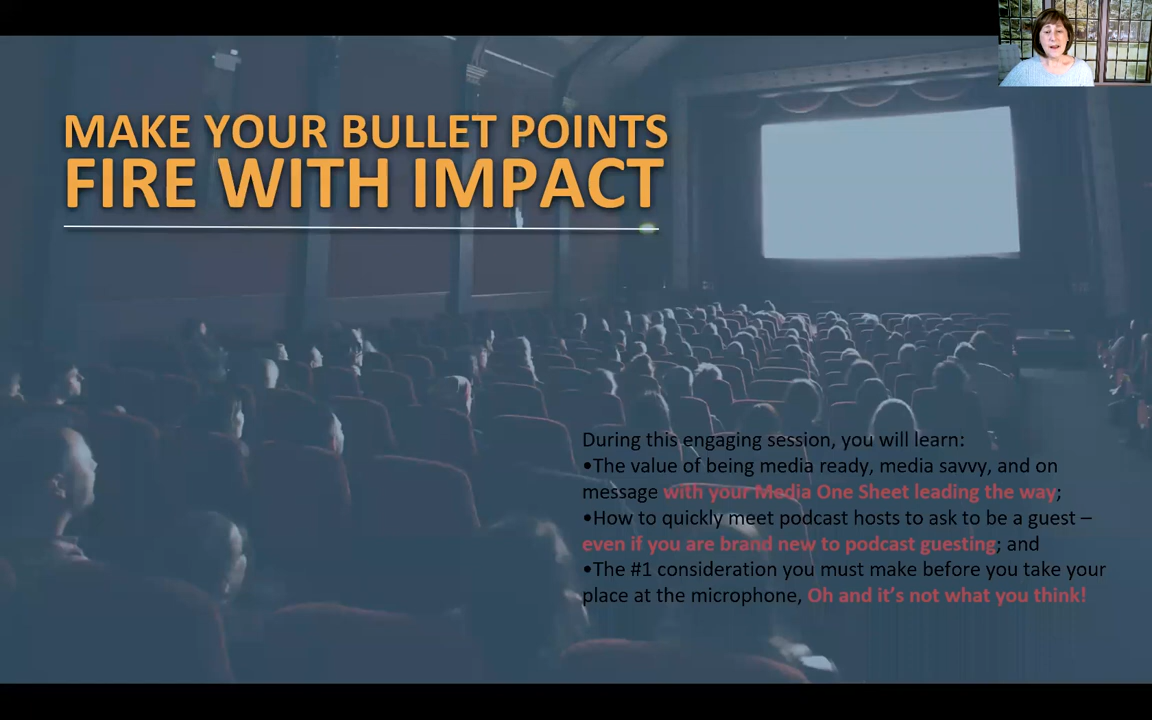 MAKE YOUR BULLET POINTS
FIRE WITH IMPACT
During this engaging session, you will learn:
•The value of being media ready, media savvy, and on
message with your Media One Sheet leading the way;
•How to quickly meet podcast hosts to ask to be a guest –
even if you are brand new to podcast guesting; and
•The #1 consideration you must make before you take your
place at the microphone, Oh and it’s not what you think!